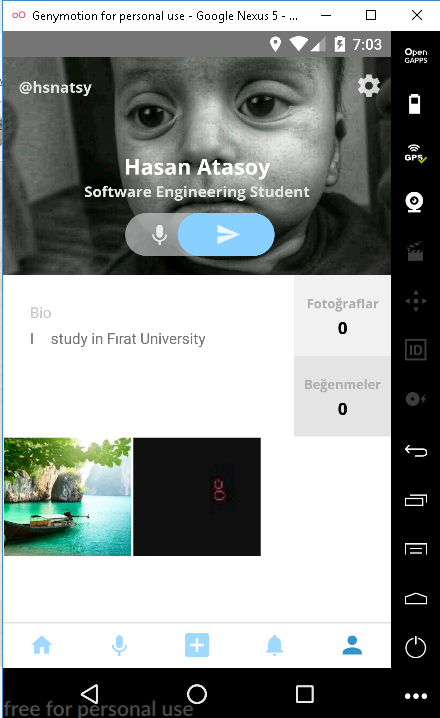 Genymotion for personal use - Google Nexus 5 - ...
7:03
Open
GAPPS
@hsnatsy
GPS
Hasan Atasoy
Software Engineering Student
Bio
I study in Fırat University
Fotoğraflar
0
ID
Beğenmeler
0
free for personal use